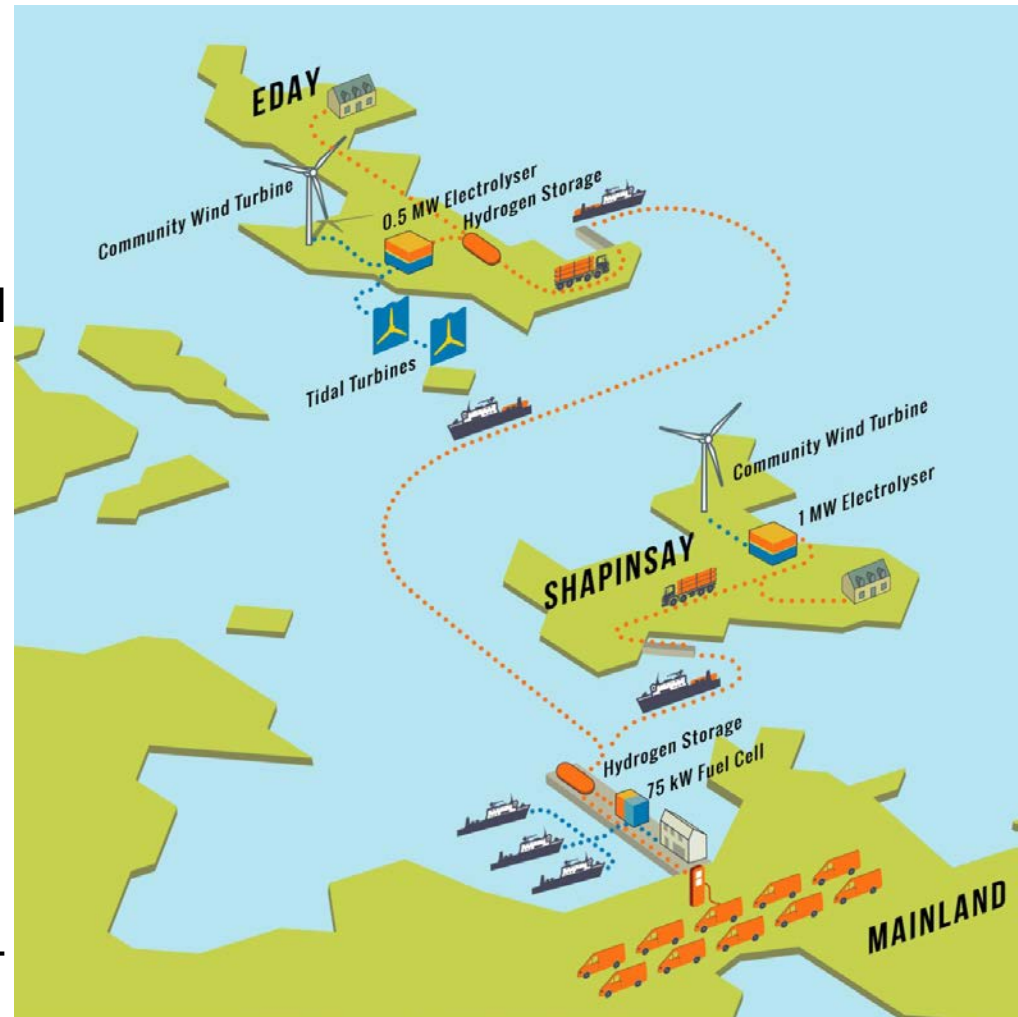 EDAY
Community Wind Turbine
0.5 MW Electrolyser
Hydrogen Storage
Tidal Turbines
Community Wind Turbine
1 MW Electrolyser
SHAPINSAY
Hydrogen Storage
75 kW Fuel Cell
MAINLAND